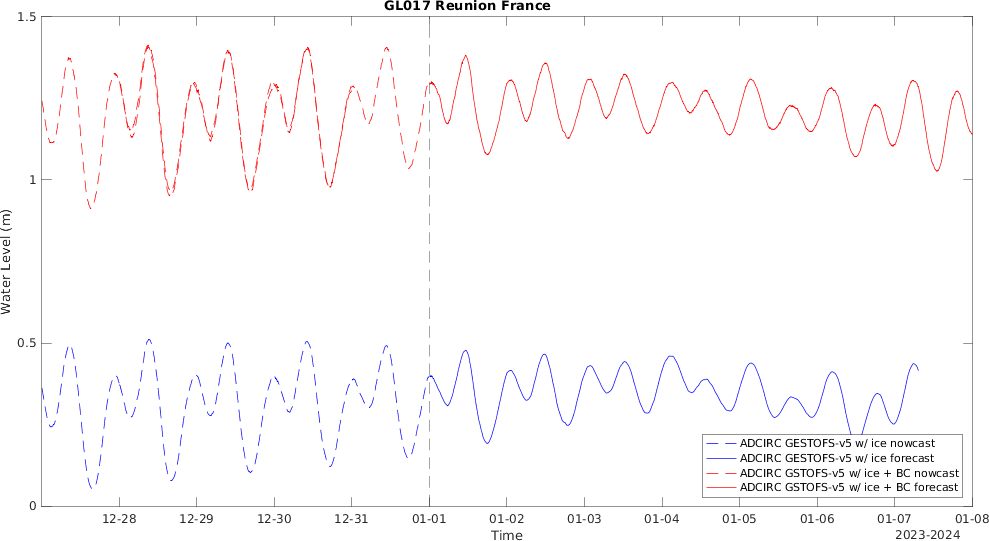 GL017 Reunion France
1.5
1
0.5
0
Water Level (m)
12-28 12-29 12-30 12-31 01-01 01-02 01-03 01-04 01-05 01-06 01-07 01-08
Time
2023-2024
ADCIRC GESTOFS-v5 w/ ice nowcast
ADCIRC GESTOFS-v5 w/ ice forecast
ADCIRC GSTOFS-v5 w/ ice + BC nowcast
ADCIRC GSTOFS-v5 w/ ice + BC forecast